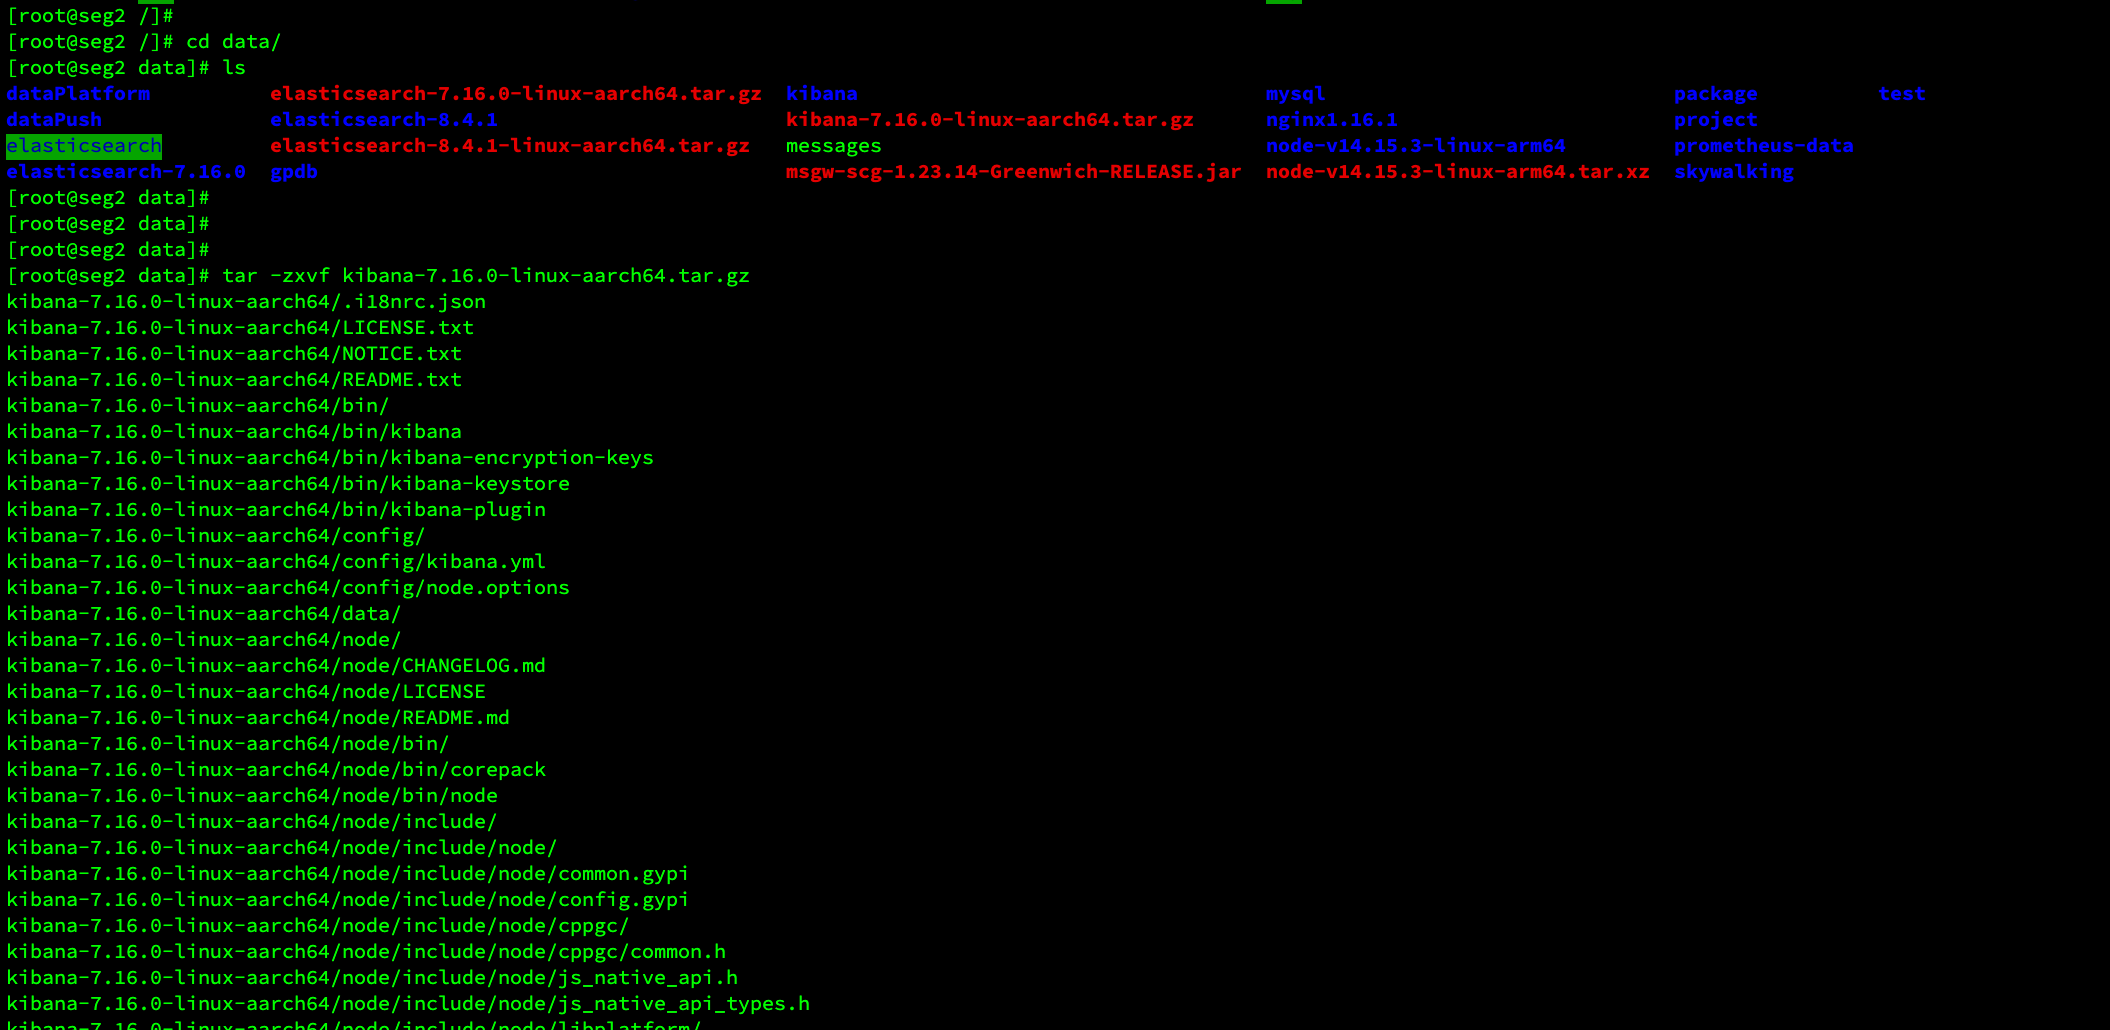 [root@seg2 /]#
[root@seg2 /]# cd data/
[root@seg2 data]# ls
dataPlatform elasticsearch-7.16.0-linux-aarch64.tar.gz kibana mysql package test
dataPush elasticsearch-8.4.1 kibana-7.16.0-linux-aarch64.tar.gz nginx1.16.1 project
elasticsearch elasticsearch-8.4.1-linux-aarch64.tar.gz messages node-v14.15.3-linux-arm64 prometheus-data
elasticsearch-7.16.0 gpdb msgw-scg-1.23.14-Greenwich-RELEASE.jar node-v14.15.3-linux-arm64.tar.xz skywalking
[root@seg2 data]#
[root@seg2 data]#
[root@seg2 data]#
[root@seg2 data]# tar -zxvf kibana-7.16.0-linux-aarch64.tar.gz
kibana-7.16.0-linux-aarch64/.i18nrc.json
kibana-7.16.0-linux-aarch64/LICENSE.txt
kibana-7.16.0-linux-aarch64/NOTICE.txt
kibana-7.16.0-linux-aarch64/README.txt
kibana-7.16.0-linux-aarch64/bin/
kibana-7.16.0-linux-aarch64/bin/kibana
kibana-7.16.0-linux-aarch64/bin/kibana-encryption-keys
kibana-7.16.0-linux-aarch64/bin/kibana-keystore
kibana-7.16.0-linux-aarch64/bin/kibana-plugin
kibana-7.16.0-linux-aarch64/config/
kibana-7.16.0-linux-aarch64/config/kibana.yml
kibana-7.16.0-linux-aarch64/config/node.options
kibana-7.16.0-linux-aarch64/data/
kibana-7.16.0-linux-aarch64/node/
kibana-7.16.0-linux-aarch64/node/CHANGELOG.md
kibana-7.16.0-linux-aarch64/node/LICENSE
kibana-7.16.0-linux-aarch64/node/README.md
kibana-7.16.0-linux-aarch64/node/bin/
kibana-7.16.0-linux-aarch64/node/bin/corepack
kibana-7.16.0-linux-aarch64/node/bin/node
kibana-7.16.0-linux-aarch64/node/include/
kibana-7.16.0-linux-aarch64/node/include/node/
kibana-7.16.0-linux-aarch64/node/include/node/common.gypi
kibana-7.16.0-linux-aarch64/node/include/node/config.gypi
kibana-7.16.0-linux-aarch64/node/include/node/cppgc/
kibana-7.16.0-linux-aarch64/node/include/node/cppgc/common.h
kibana-7.16.0-linux-aarch64/node/include/node/js_native_api.h
kibana-7.16.0-linux-aarch64/node/include/node/js_native_api_types.h
kibana-7.16.0-linux-aarch64/node/include/node/libplatform/